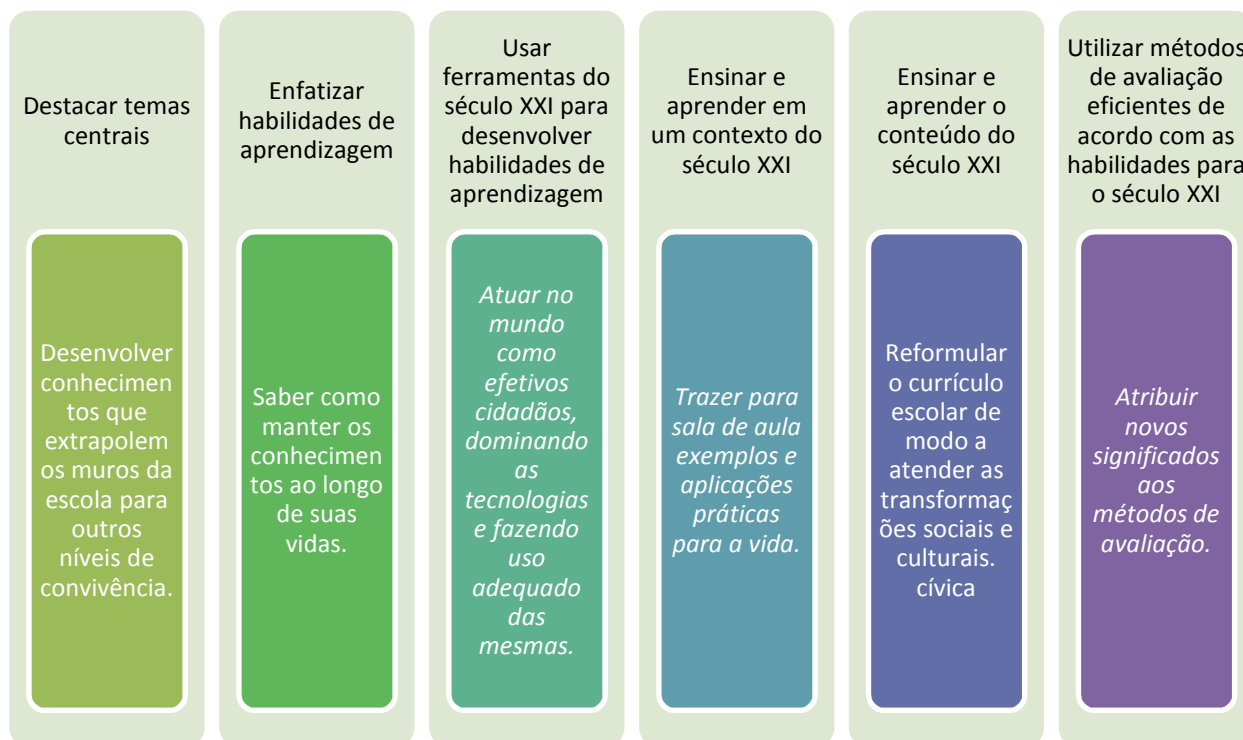 Destacar temas
centrais
Desenvolver
conhecimen
tos que
extrapolem
os muros da
escola para
outros
níveis de
convivência.
Enfatizar
habilidades de
aprendizagem
Saber como
manter os
conhecimen
tos ao longo
de suas
vidas.
Usar
ferramentas do
século XXI para
desenvolver
habilidades de
aprendizagem
Atuar no
mundo
como
efetivos
cidadãos,
dominando
as
tecnologias
e fazendo
uso
adequado
das
mesmas.
Ensinar e
aprender em
um contexto do
século XXI
Trazer para
sala de aula
exemplos e
aplicações
práticas
para a vida.
Ensinar e
aprender o
conteúdo do
século XXI
Reformular
o currículo
escolar de
modo a
atender as
transformaç
ões sociais e
culturais.
cívica
Utilizar métodos
de avaliação
eficientes de
acordo com as
habilidades para
o século XXI
Atribuir
novos
significados
aos
métodos de
avaliação.